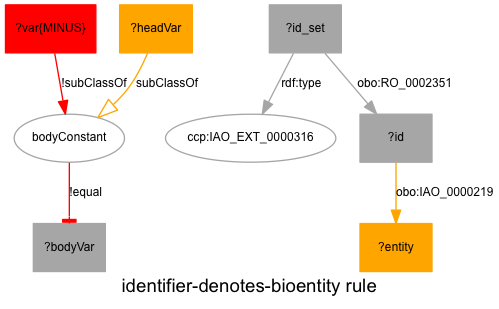 ?var{MINUS}
?headVar
?id_set
!subClassOf
subClassOf
rdf:type
obo:RO_0002351
bodyConstant
ccp:IAO_EXT_0000316
?id
!equal
obo:IAO_0000219
?bodyVar
?entity
identifier-denotes-bioentity rule